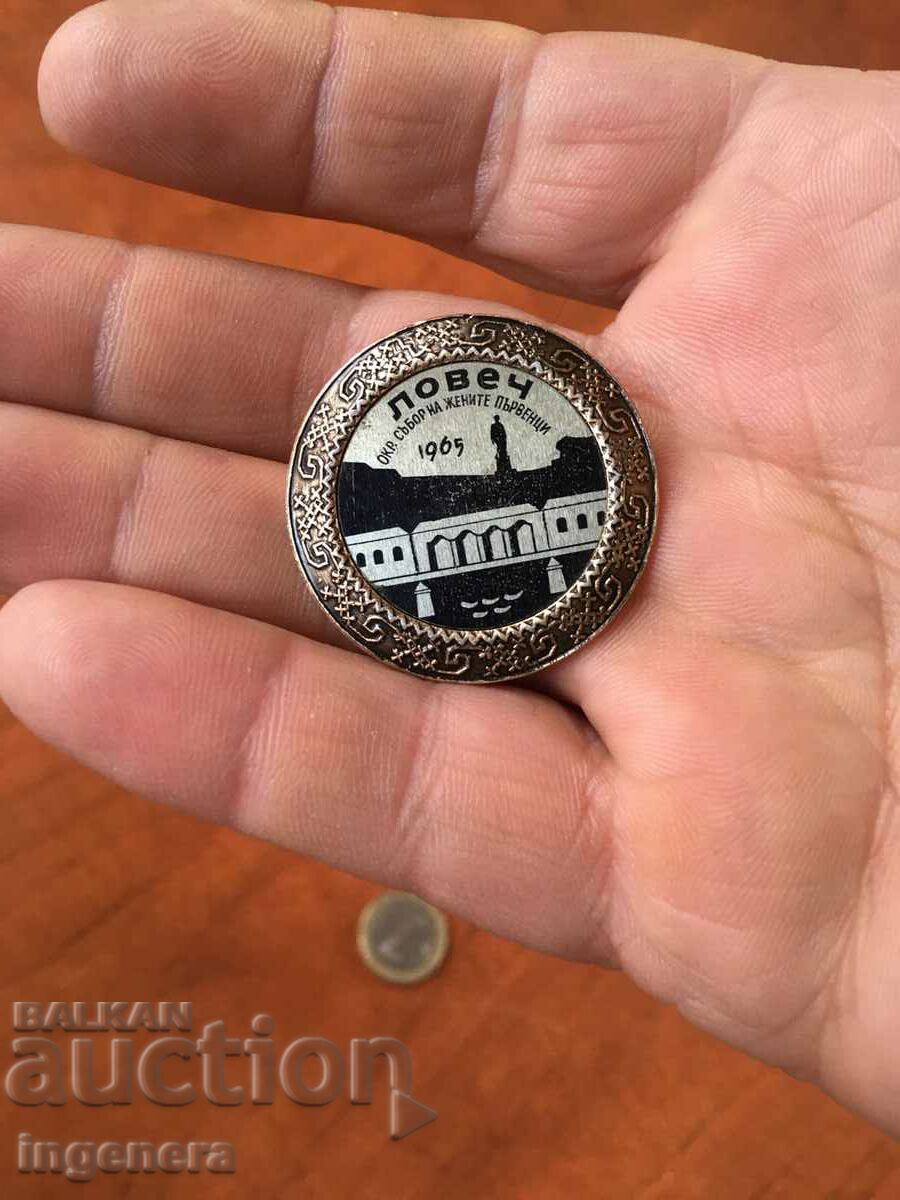 ловеч
ОКР. СЪБОР НА ЖЕНИТЕ ПЪРВЕНЦИ
1965
BALKAN
auction
ingenera